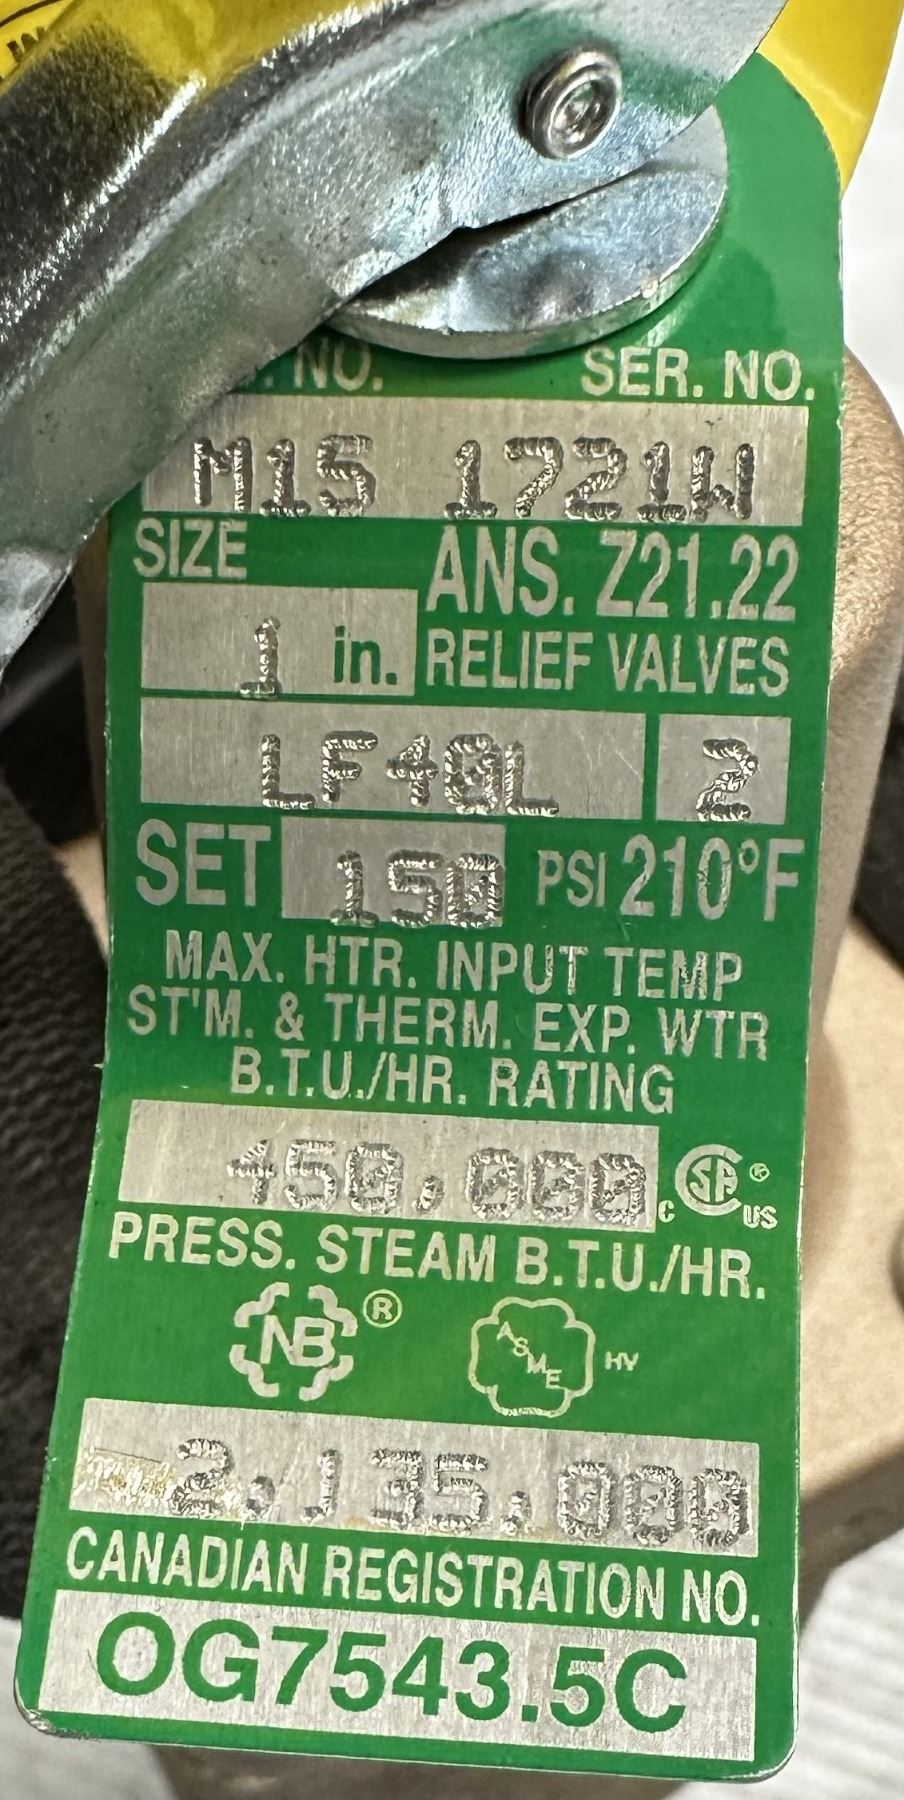 NO. SER. NO.
M15 1721W
SIZE
ANS. Z21.22
1 in. RELIEF VALVES
LF40L 2
SET 150 PSI 210°F
MAX. HTR. INPUT TEMP
ST'M. & THERM. EXP. WTR
B.T.U./HR. RATING
450,000
C SP ® US
PRESS. STEAM B.T.U./HR.
NB ® ASME HV
2,135,000
CANADIAN REGISTRATION NO.
OG7543.5C